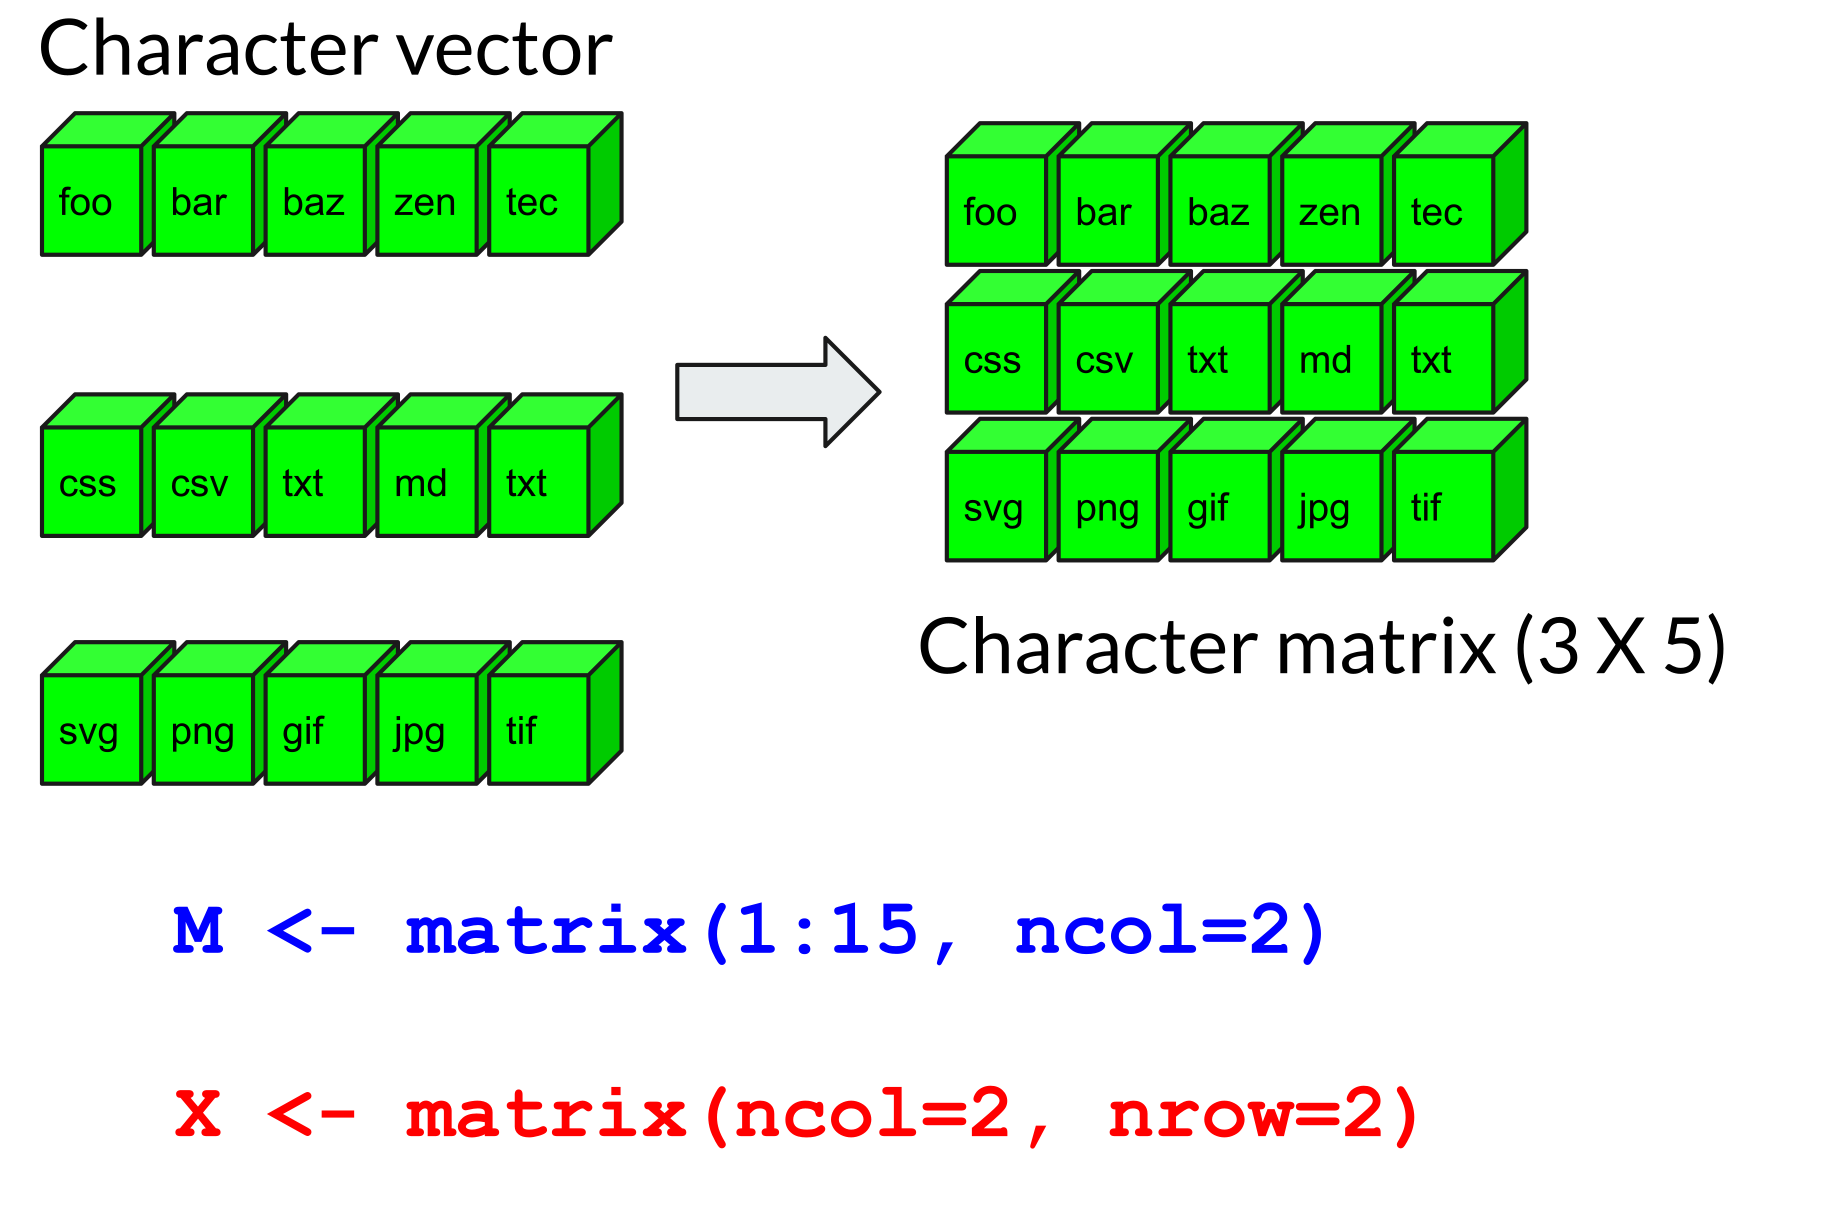 Character vector
foo bar baz zen tec
css csv txt md txt
svg png gif jpg tif
foo bar baz zen tec
css csv txt md txt
svg png gif jpg tif
Character matrix (3 X 5)
M <- matrix(1:15, ncol=2)
X <- matrix(ncol=2, nrow=2)